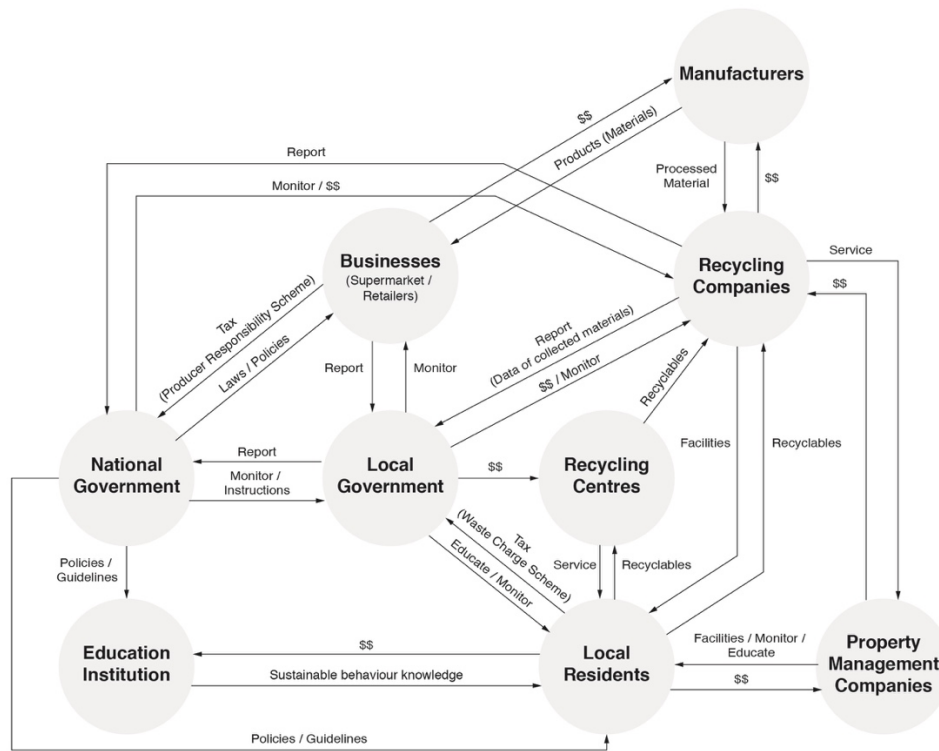 Manufacturers
$$
Products (Materials)
Report
Processed
Material
$$
Monitor / $$
Businesses
(Supermarket /
Retailers)
Recycling
Companies
Service
$$
Tax
(Producer Responsibility Scheme)
Laws / Policies
Report
Monitor
Report
(Data of collected materials)
$$ / Monitor
Recyclables
Facilities
Recyclables
National
Government
Report
Monitor /
Instructions
Local
Government
$$
Recycling
Centres
Policies /
Guidelines
Tax
(Waste Charge Scheme)
Educate / Monitor
Service
Recyclables
Education
Institution
$$
Sustainable behaviour knowledge
Local
Residents
Facilities / Monitor /
Educate
$$
Property
Management
Companies
Policies / Guidelines